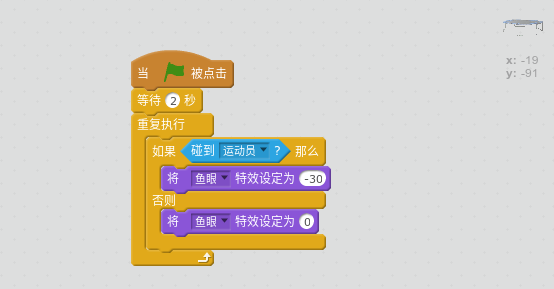 x: -19
y: -91
当 被点击
等待 2 秒
重复执行
如果 碰到 运动员 ? 那么
将 鱼眼 特效设定为 -30
否则
将 鱼眼 特效设定为 0